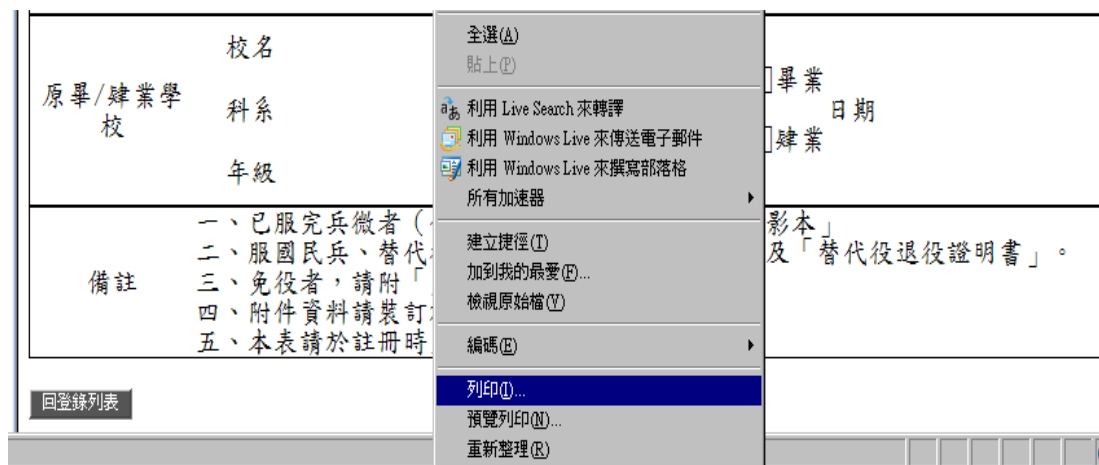 校名
原畢/肄業學
校
科系
年級
畢業
日期
肄業
備註
一、已服完兵微者（
影本」
二、服國民兵、替代
及「替代役退役證明書」。
三、免役者，請附「
四、附件資料請裝訂
五、本表請於註冊時
回登錄列表
全選(A)
貼上(P)
利用 Live Search 來轉譯
利用 Windows Live 來傳送電子郵件
利用 Windows Live 來撰寫部落格
所有加速器
建立捷徑(T)
加到我的最愛(F)...
檢視原始檔(V)
編碼(E)
列印(I)...
預覽列印(N)...
重新整理(R)